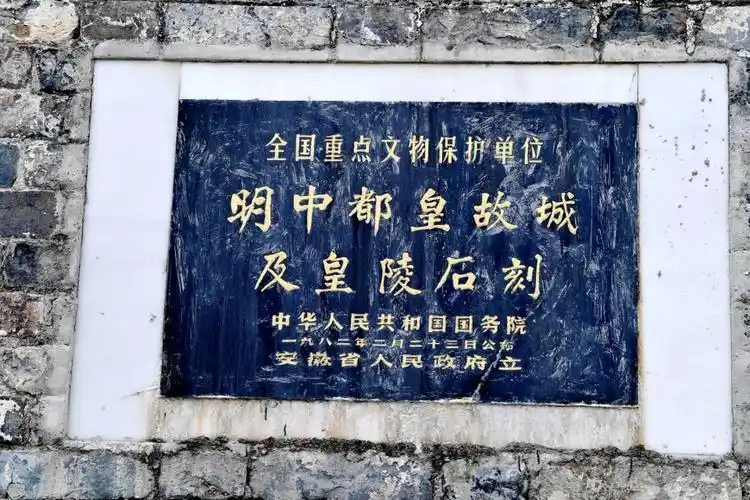 全国重点文物保护单位
明中都皇故城
及皇陵石刻
中华人民共和国国务院
一九八二年二月二十三日公布
安徽省人民政府立